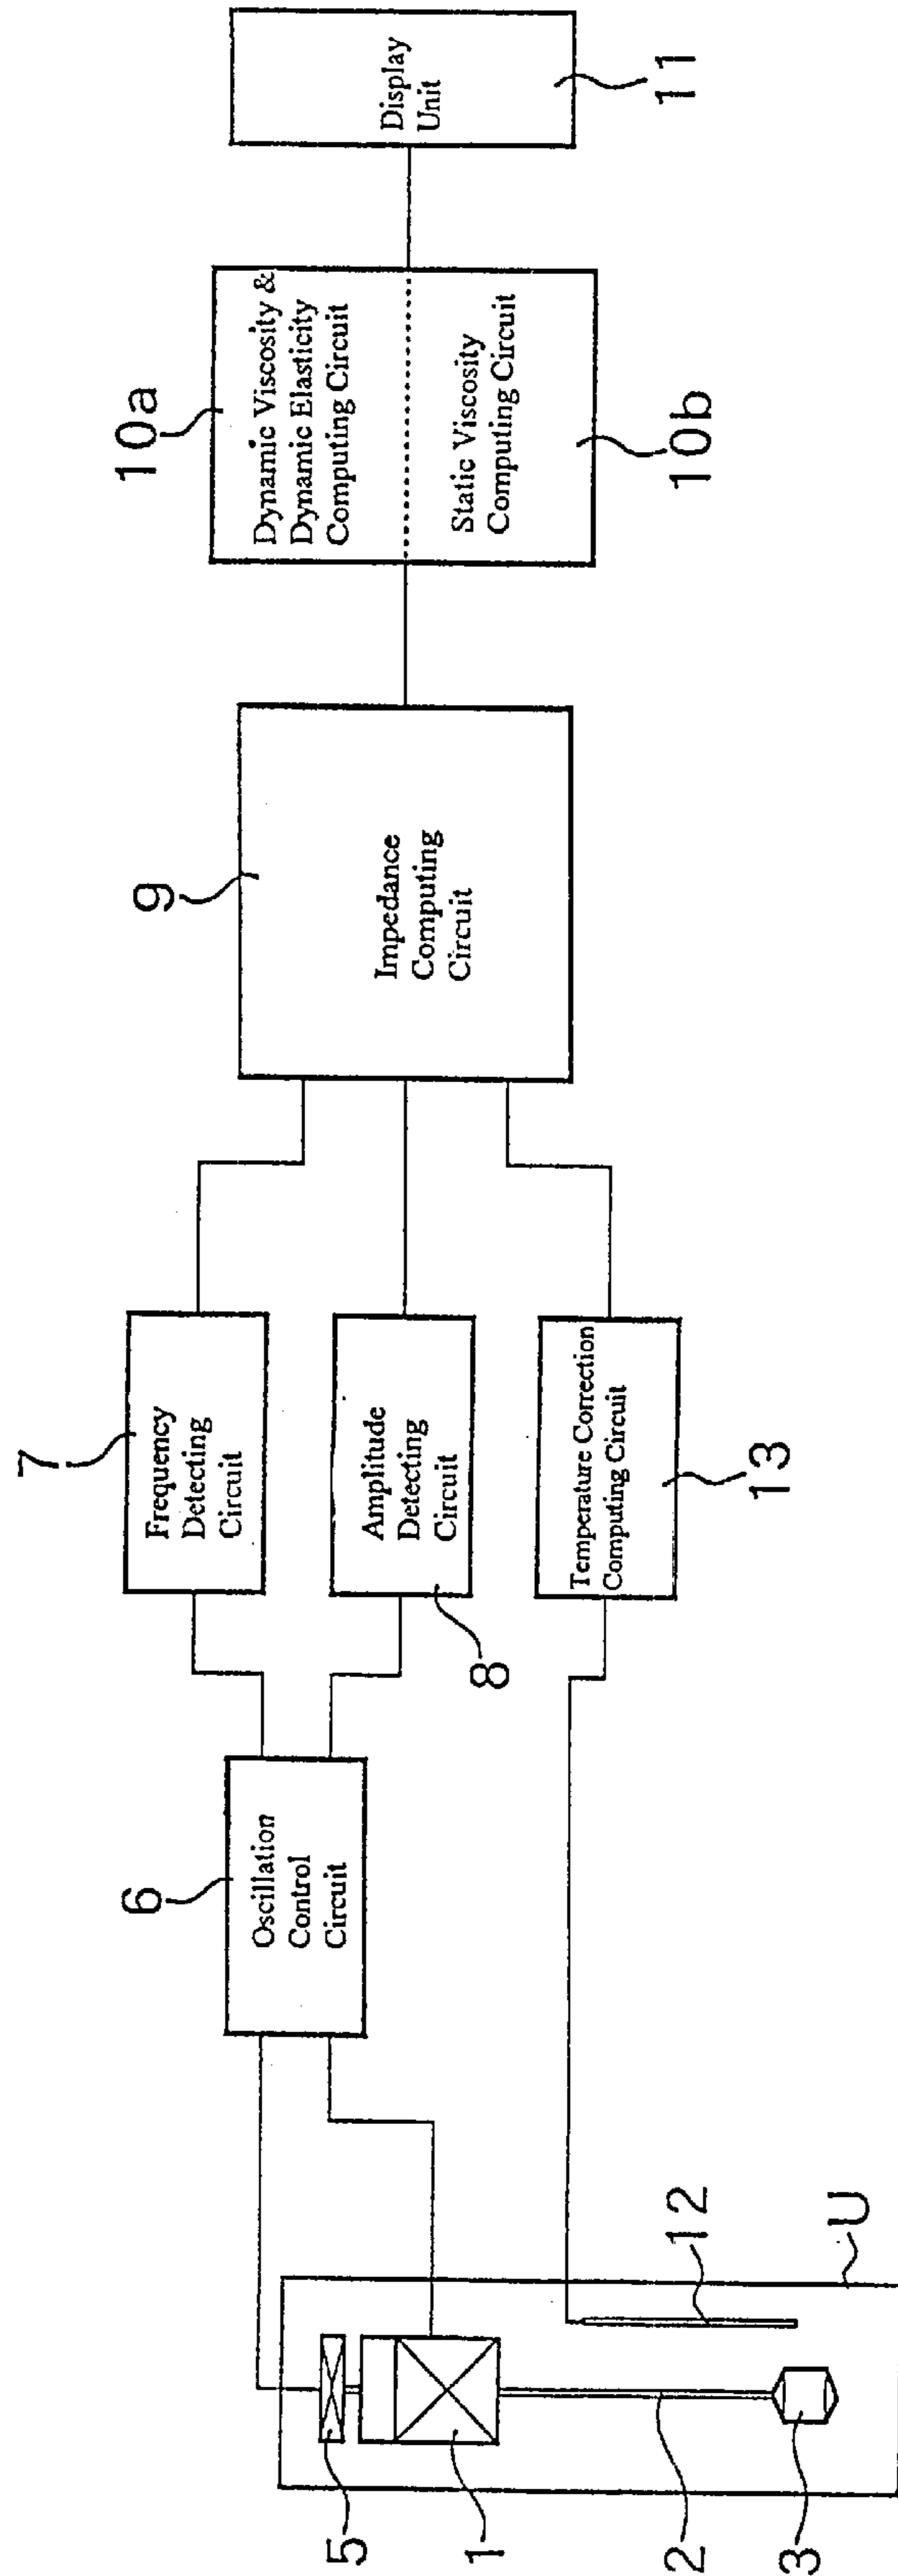 Display
Unit
11
10a
Dynamic Viscosity &
Dynamic Elasticity
Computing Circuit
Static Viscosity
Computing Circuit
10b
9
Impedance
Computing
Circuit
7
Frequency
Detecting
Circuit
Amplitude
Detecting
Circuit
8
Temperature Correction
Computing Circuit
13
6
Oscillation
Control
Circuit
5
1
2
3
12
U